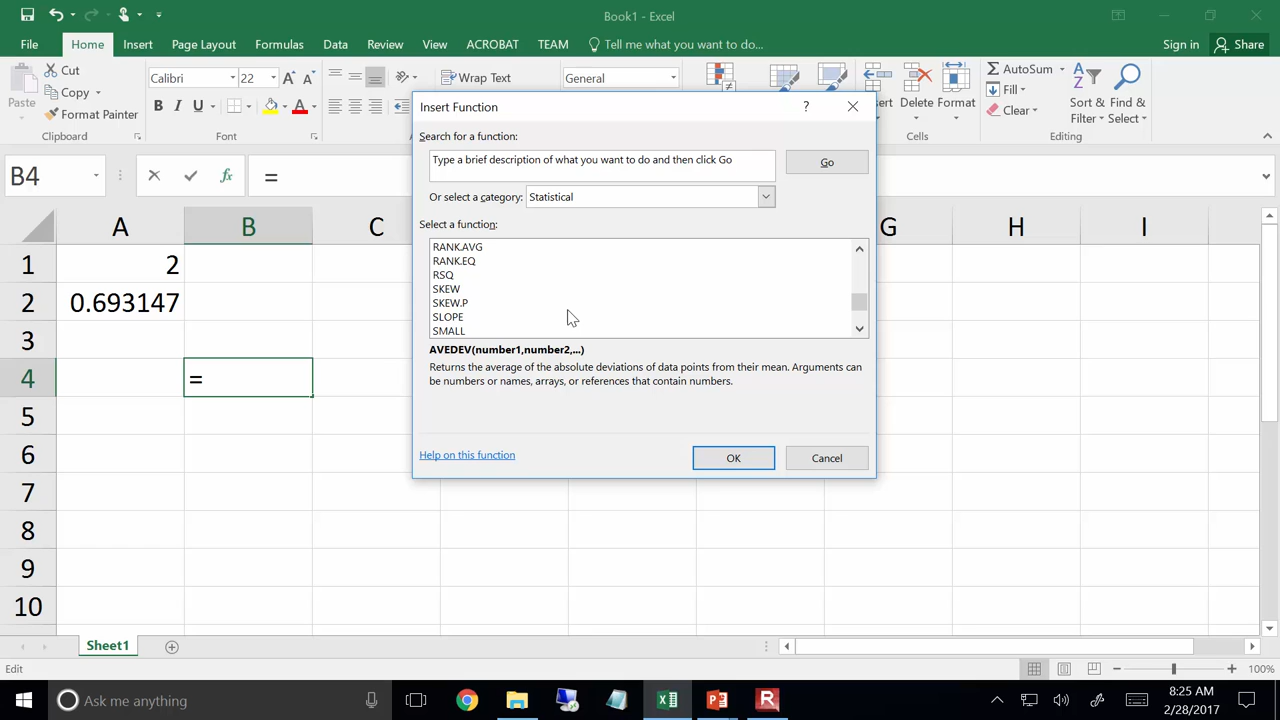 Book1 - Excel
File Home Insert Page Layout Formulas Data Review View ACROBAT TEAM Tell me what you want to do... Sign in Share
Paste
Cut
Copy
Format Painter
Clipboard
Calibri 22
B I U A
Font
Wrap Text
General
Delete Format
Cells
AutoSum
Fill
Clear
Sort & Filter
Find & Select
Editing
B4 fx =
Insert Function ?
Search for a function:
Type a brief description of what you want to do and then click Go
Go
Or select a category: Statistical
Select a function:
RANK.AVG
RANK.EQ
RSQ
SKEW
SKEW.P
SLOPE
SMALL
AVEDEV(number1,number2,...)
Returns the average of the absolute deviations of data points from their mean. Arguments can
be numbers or names, arrays, or references that contain numbers.
Help on this function
OK Cancel
A B C G H I
1 2
2 0.693147
3
4 =
5
6
7
8
9
10
Sheet1
Edit 100%
Ask me anything
8:25 AM
2/28/2017